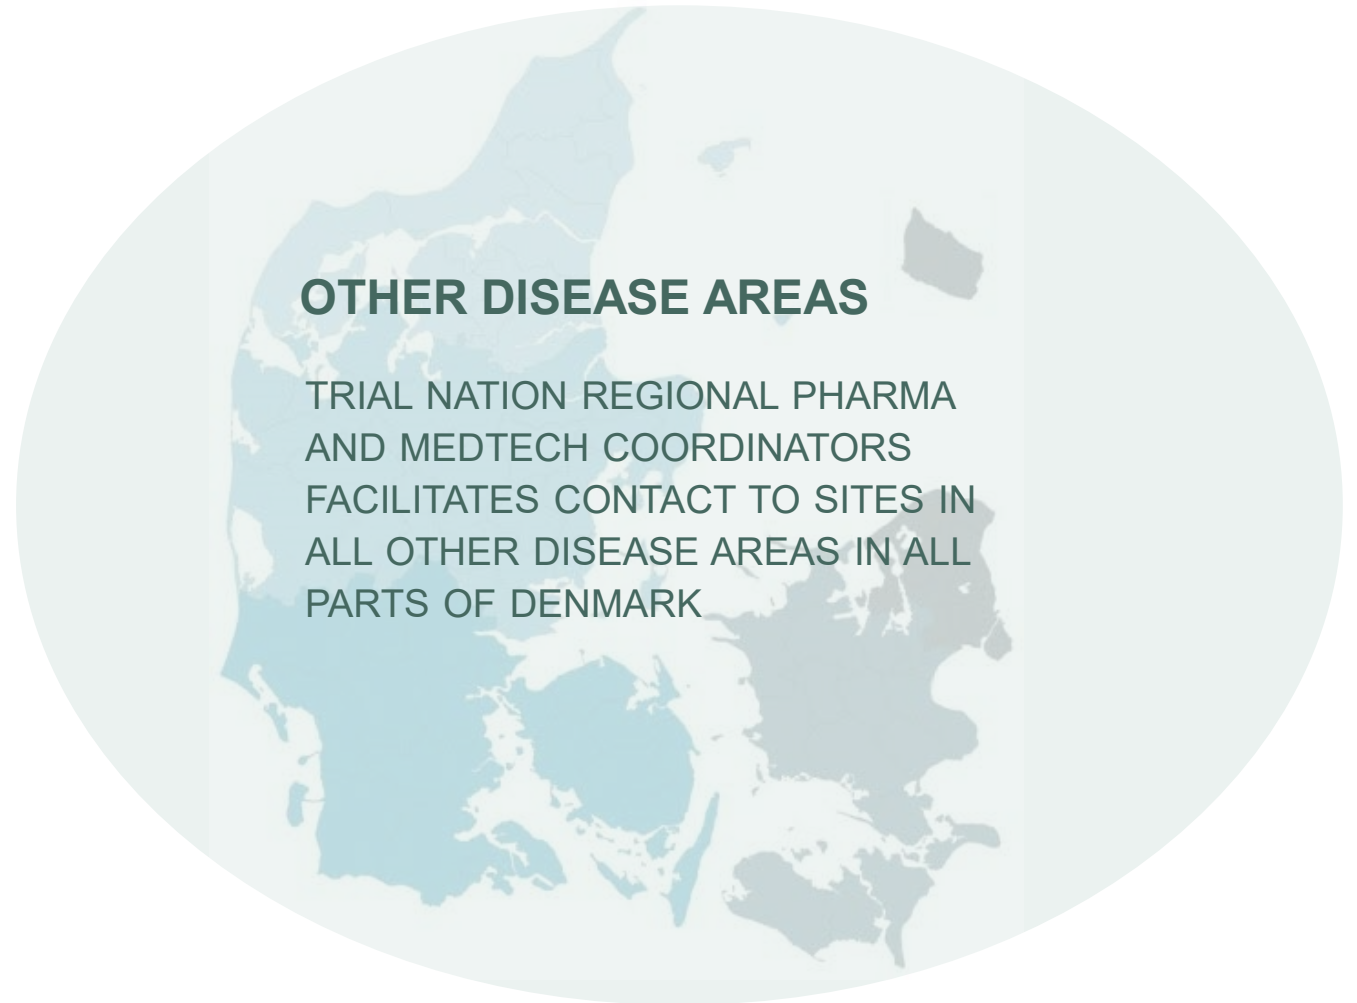 OTHER DISEASE AREAS
TRIAL NATION REGIONAL PHARMA
AND MEDTECH COORDINATORS
FACILITATES CONTACT TO SITES IN
ALL OTHER DISEASE AREAS IN ALL
PARTS OF DENMARK